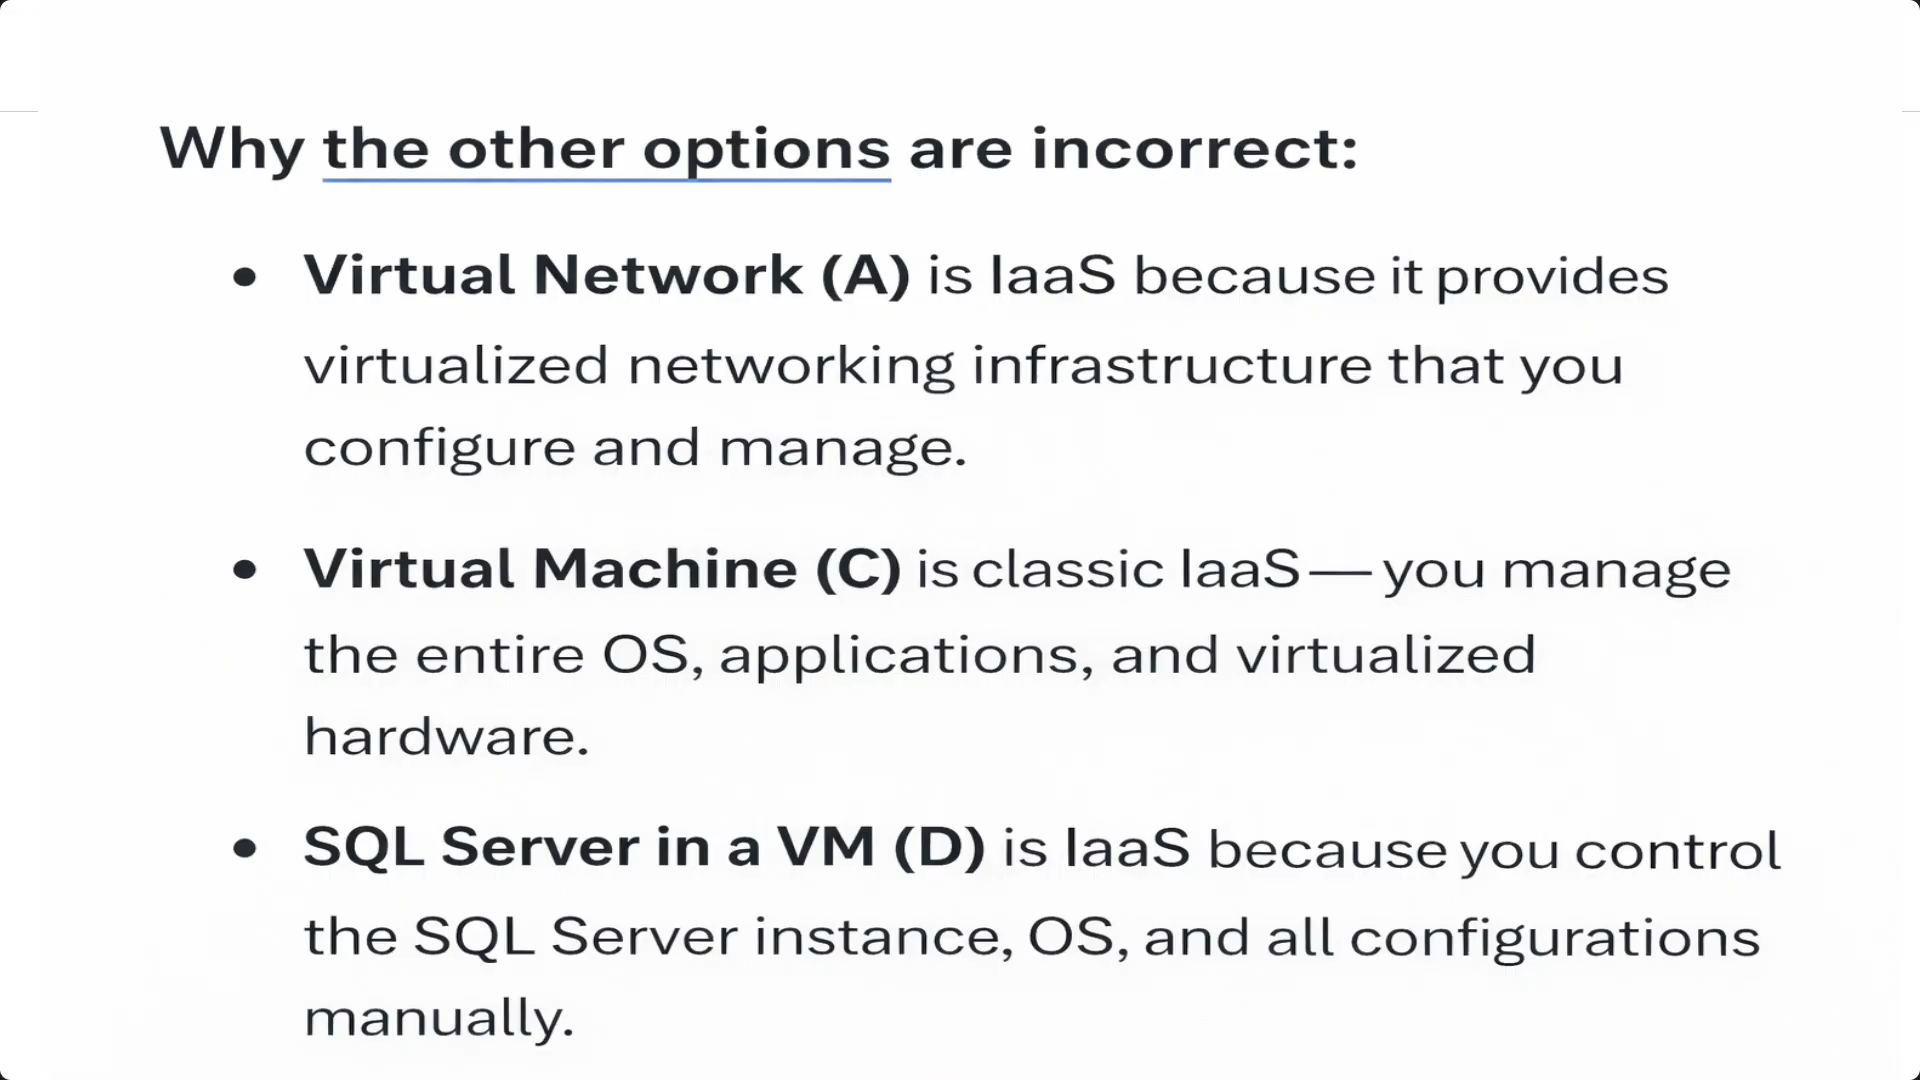 Why the other options are incorrect:
• Virtual Network (A) is IaaS because it provides
virtualized networking infrastructure that you
configure and manage.
• Virtual Machine (C) is classic IaaS—you manage
the entire OS, applications, and virtualized
hardware.
• SQL Server in a VM (D) is IaaS because you control
the SQL Server instance, OS, and all configurations
manually.